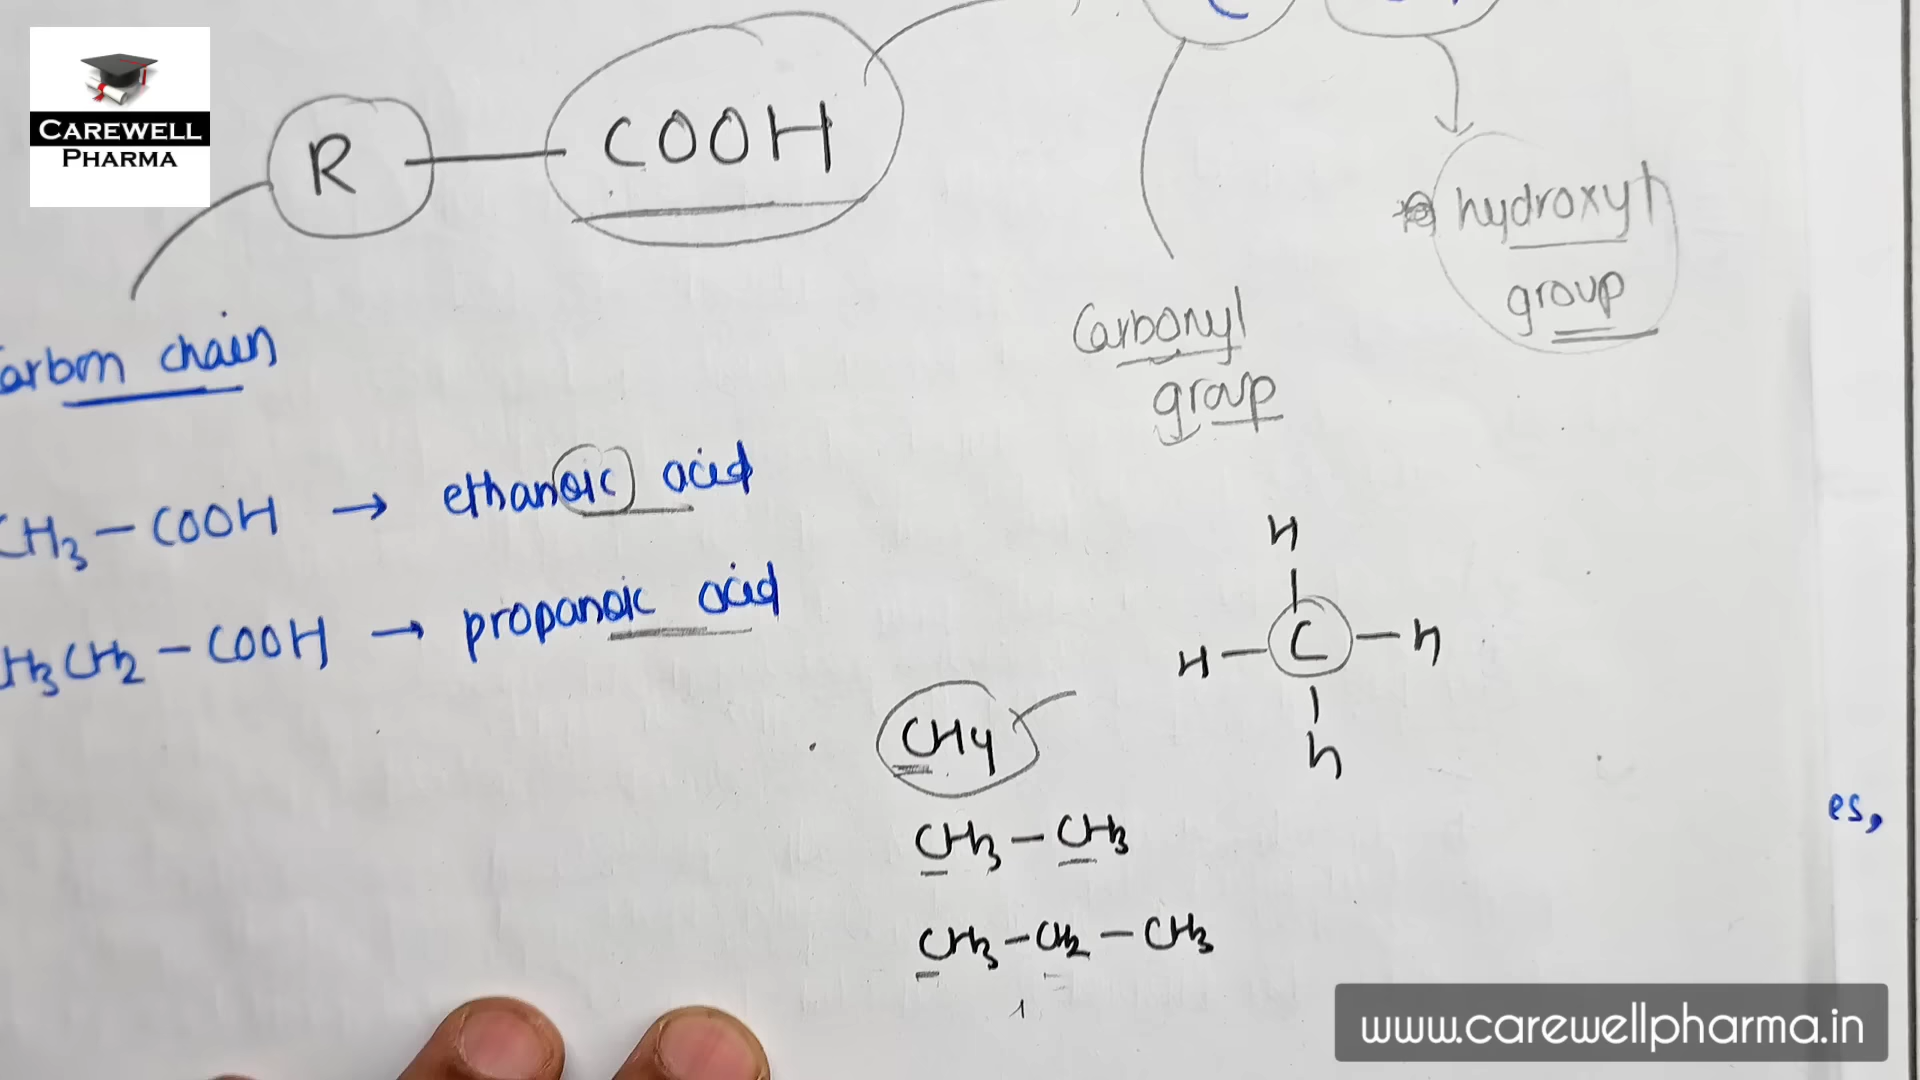 CAREWELL
PHARMA
R — COOH
hydroxyl
group
Carbonyl
group
arbon chain
CH3 — COOH → ethanoic acid
H3CH2 — COOH → propanoic acid
H
H — C — H
H
CH4
CH3 — CH3
es,
CH3 — CH2 — CH3
www.carewellpharma.in